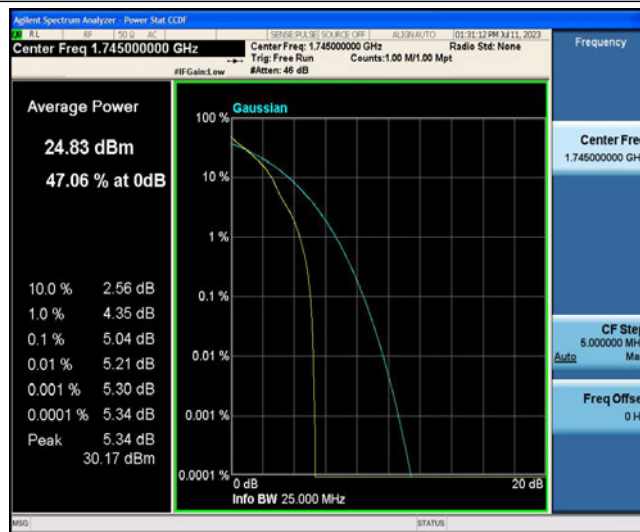 Agilent Spectrum Analyzer - Power Stat CCDF
RL RF 50 Ω AC SENSE:PULSE SOURCE OFF ALIGN AUTO 01:31:12 PM Jul 11, 2023
Center Freq 1.745000000 GHz
Center Freq: 1.745000000 GHz Radio Std: None
Trig: Free Run Counts:1.00 M/1.00 Mpt
#IFGain:Low #Atten: 46 dB
Frequency
Average Power
24.83 dBm
47.06 % at 0dB
10.0 % 2.56 dB
1.0 % 4.35 dB
0.1 % 5.04 dB
0.01 % 5.21 dB
0.001 % 5.30 dB
0.0001 % 5.34 dB
Peak 5.34 dB
30.17 dBm
Gaussian
100 %
10 %
1 %
0.1 %
0.01 %
0.001 %
0.0001 %
0 dB 20 dB
Info BW 25.000 MHz
Center Fre
1.745000000 GH
CF Step
5.000000 MH
Auto Ma
Freq Offse
0 H
MSG STATUS